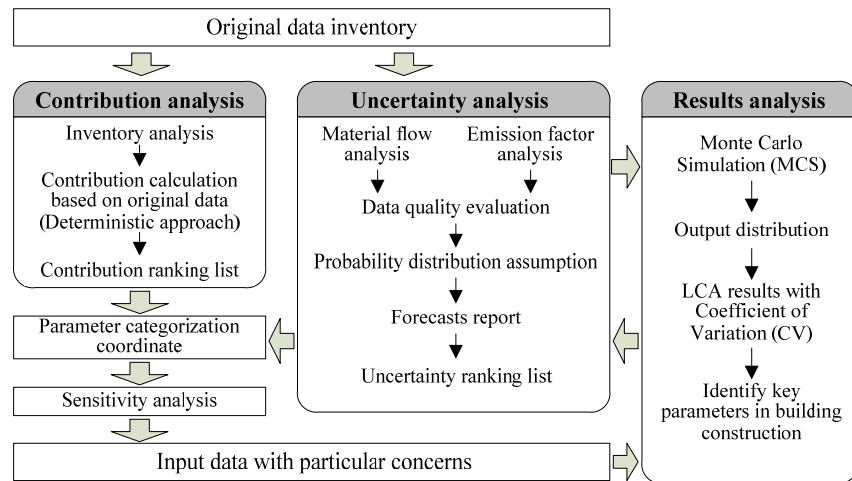 Original data inventory
Contribution analysis
Inventory analysis
Contribution calculation
based on original data
(Deterministic approach)
Contribution ranking list
Parameter categorization
coordinate
Sensitivity analysis
Input data with particular concerns
Uncertainty analysis
Material flow
analysis
Emission factor
analysis
Data quality evaluation
Probability distribution assumption
Forecasts report
Uncertainty ranking list
Results analysis
Monte Carlo
Simulation (MCS)
Output distribution
LCA results with
Coefficient of
Variation (CV)
Identify key
parameters in building
construction